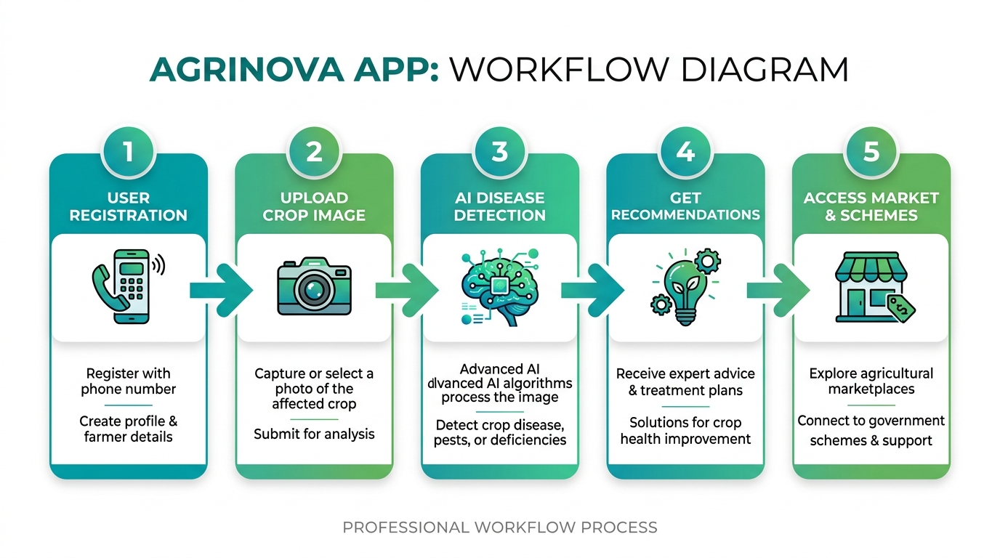 AGRINOVA APP: WORKFLOW DIAGRAM
1
USER
REGISTRATION
Register with
phone number
Create profile &
farmer details
2
UPLOAD
CROP IMAGE
Capture or select a
photo of the
affected crop
Submit for analysis
3
AI DISEASE
DETECTION
Advanced AI
dlvanced AI algorithms
process the image
Detect crop disease,
pests, or deficiencies
4
GET
RECOMMENDATIONS
Receive expert advice
& treatment plans
Solutions for crop
health improvement
5
ACCESS MARKET
& SCHEMES
$
Explore agricultural
marketplaces
Connect to government
schemes & support
PROFESSIONAL WORKFLOW PROCESS